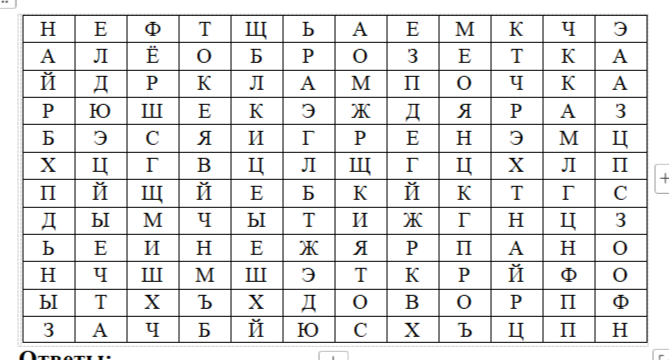 Н Е Ф Т Щ Ь А Е М К Ч Э
А Л Ё О Б Р О З Е Т К А
Й Д Р К Л А М П О Ч К А
Р Ю Ш Е К Э Ж Д Я Р А З
Б Э С Я И Г Р Е Н Э М Ц
Х Ц Г В Ц Л Щ Г Ц Х Л П
П Й Щ Й Е Б К Й К Т Г С
Д Ы М Ч Ы Т И Ж Г Н Ц З
Ь Е И Н Е Ж Я Р П А Н О
Н Ч Ш М Ш Э Т К Р Й Ф О
Ы Т Х Ъ Х Д О В О Р П Ф
З А Ч Б Й Ю С Х Ъ Ц П Н
Ответы: